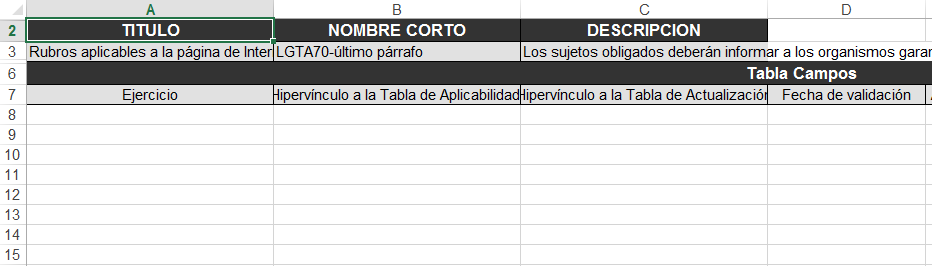 A B C D
2 TITULO NOMBRE CORTO DESCRIPCION
3 Rubros aplicables a la página de Inter LGTA70-último párrafo Los sujetos obligados deberán informar a los organismos garan
6 Tabla Campos
7 Ejercicio Hipervínculo a la Tabla de Aplicabilidad Hipervínculo a la Tabla de Actualización Fecha de validación
8
9
10
11
12
13
14
15